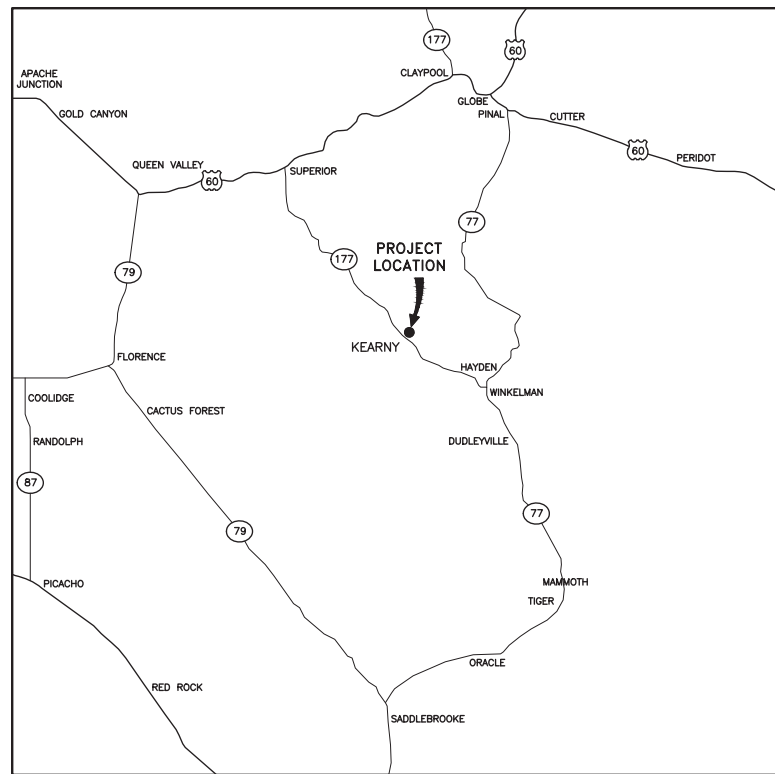 177
60
APACHE
JUNCTION
CLAYPOOL
GLOBE
GOLD CANYON
PINAL
CUTTER
60
PERIDOT
QUEEN VALLEY
60
SUPERIOR
77
177
PROJECT
LOCATION
79
KEARNY
FLORENCE
HAYDEN
WINKELMAN
COOLIDGE
CACTUS FOREST
RANDOLPH
DUDLEYVILLE
87
77
79
PICACHO
MAMMOTH
TIGER
ORACLE
RED ROCK
SADDLEBROOKE